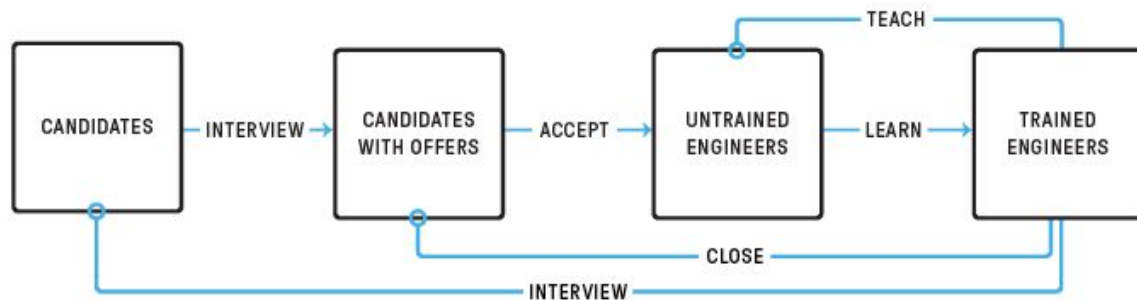 TEACH
CANDIDATES
INTERVIEW
CANDIDATES
WITH OFFERS
ACCEPT
UNTRAINED
ENGINEERS
LEARN
TRAINED
ENGINEERS
CLOSE
INTERVIEW